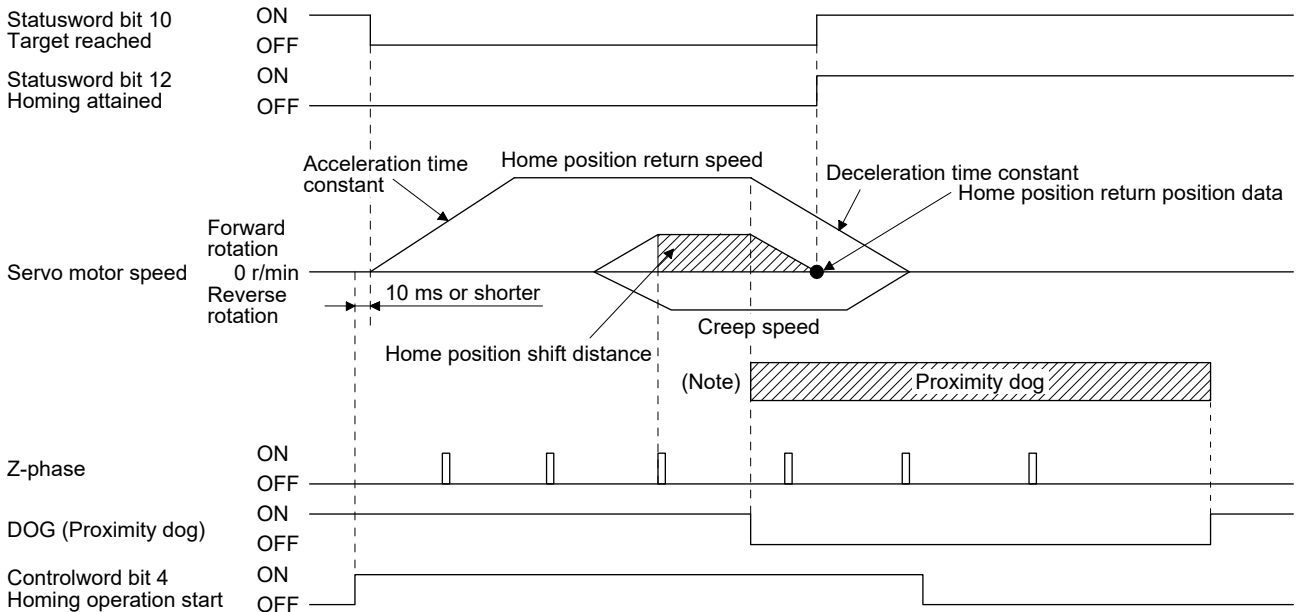 Statusword bit 10
Target reached
ON
OFF
Statusword bit 12
Homing attained
ON
OFF
Acceleration time
constant
Home position return speed
Deceleration time constant
Home position return position data
Forward
rotation
Servo motor speed
0 r/min
Reverse
rotation
10 ms or shorter
Creep speed
Home position shift distance
(Note)
Proximity dog
Z-phase
ON
OFF
DOG (Proximity dog)
ON
OFF
Controlword bit 4
Homing operation start
ON
OFF